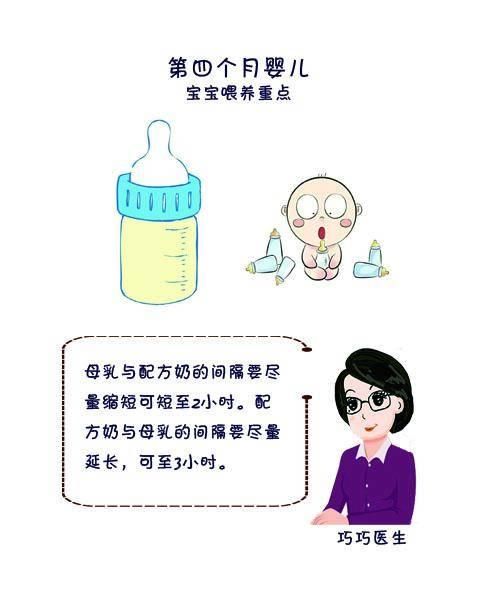 第四个月婴儿
宝宝喂养重点
母乳与配方奶的间隔要尽
量缩短可短至2小时。配
方奶与母乳的间隔要尽量
延长，可至3小时。
巧巧医生